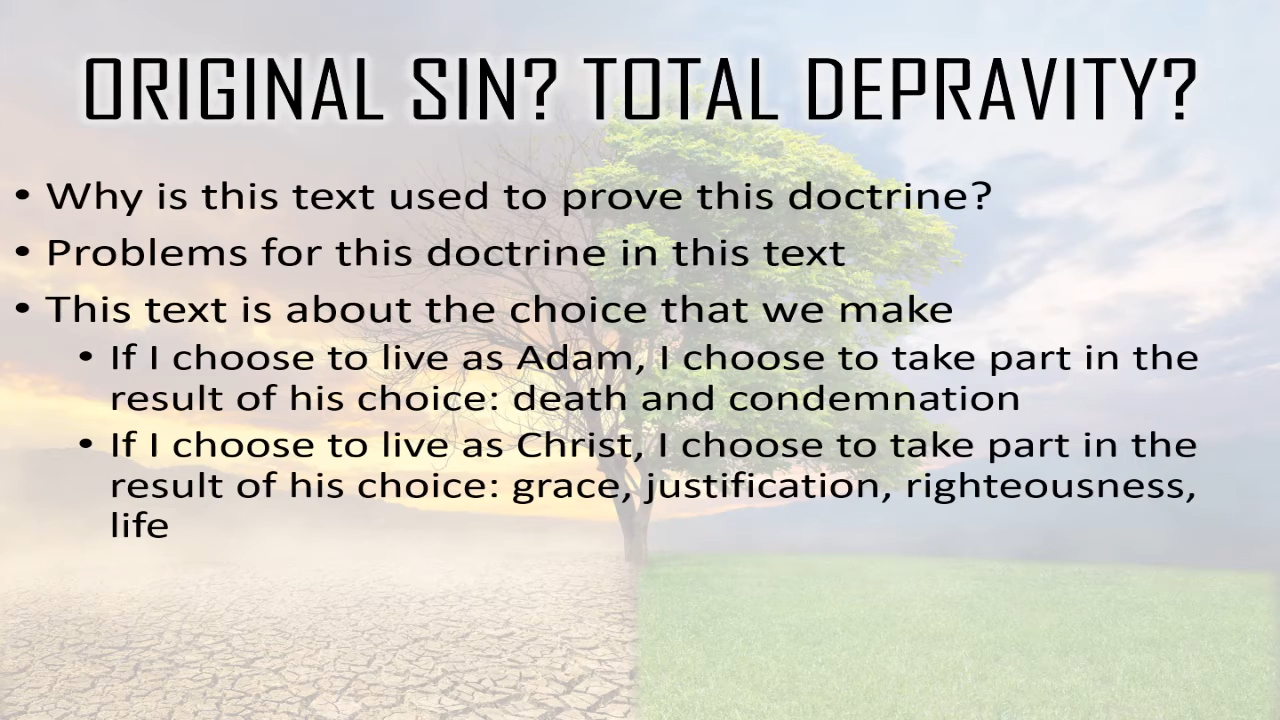 ORIGINAL SIN? TOTAL DEPRAVITY?
• Why is this text used to prove this doctrine?
• Problems for this doctrine in this text
• This text is about the choice that we make
• If I choose to live as Adam, I choose to take part in the
result of his choice: death and condemnation
• If I choose to live as Christ, I choose to take part in the
result of his choice: grace, justification, righteousness,
life